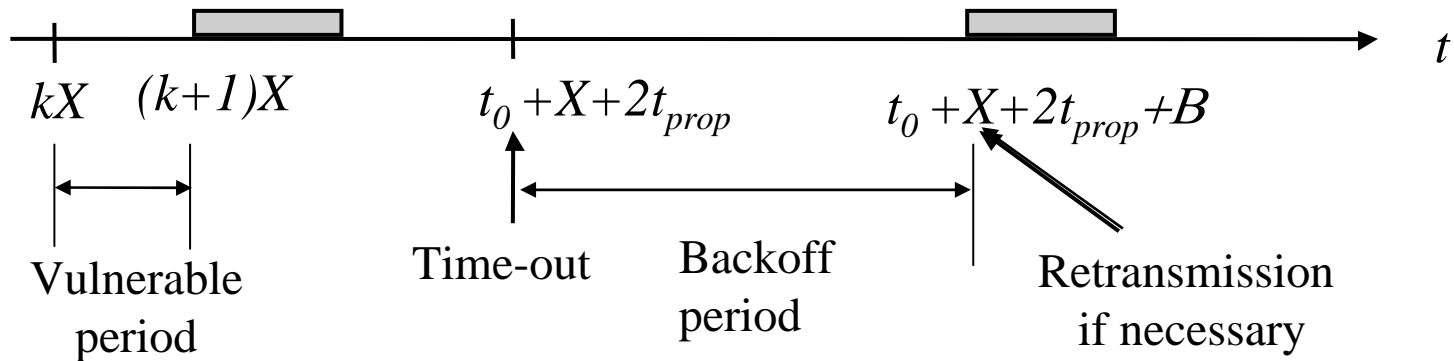 t
kX
(k+1)X
t₀ +X+2tₚᵣₒₚ
t₀ +X+2tₚᵣₒₚ+B
Vulnerable
period
Time-out
Backoff
period
Retransmission
if necessary